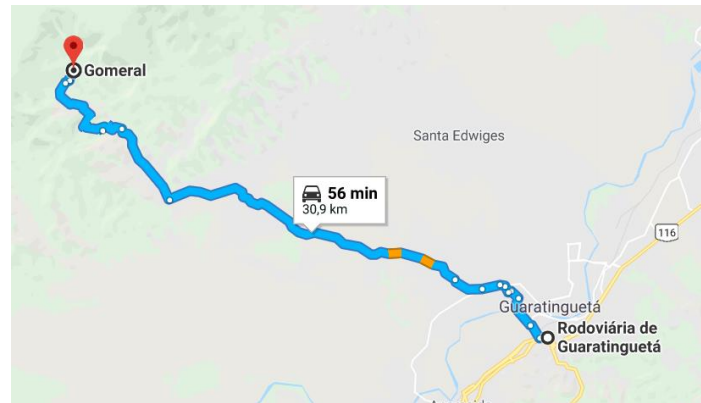 Gomeral
Santa Edwiges
56 min
30,9 km
116
Guaratinguetá
Rodoviária de
Guaratinguetá